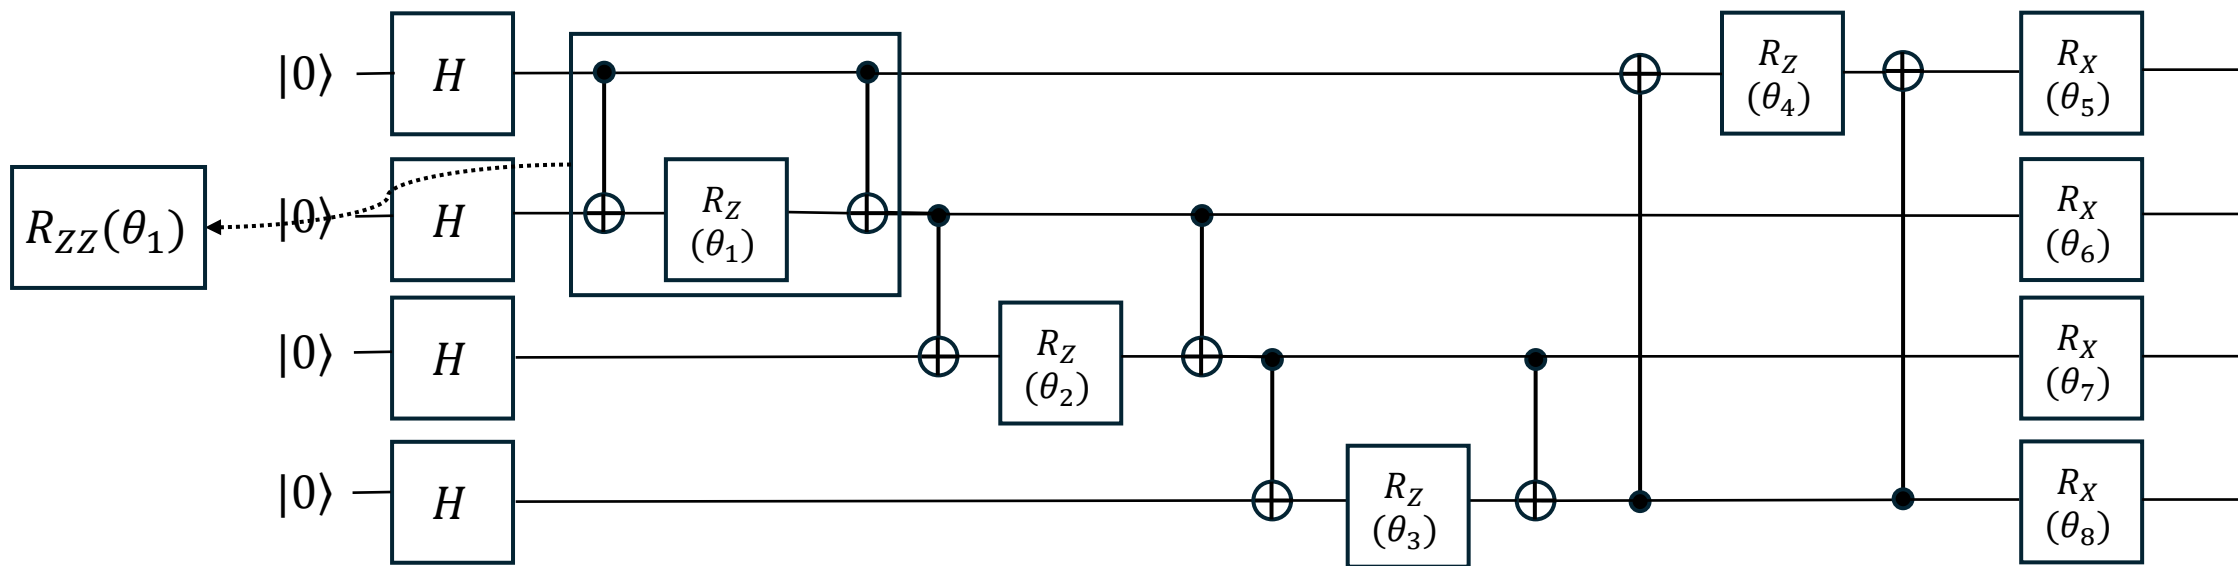 |0⟩ H R_Z (θ_4) R_X (θ_5)
R_ZZ(θ_1) |0⟩ H R_Z (θ_1) R_X (θ_6)
|0⟩ H R_Z (θ_2) R_X (θ_7)
|0⟩ H R_Z (θ_3) R_X (θ_8)